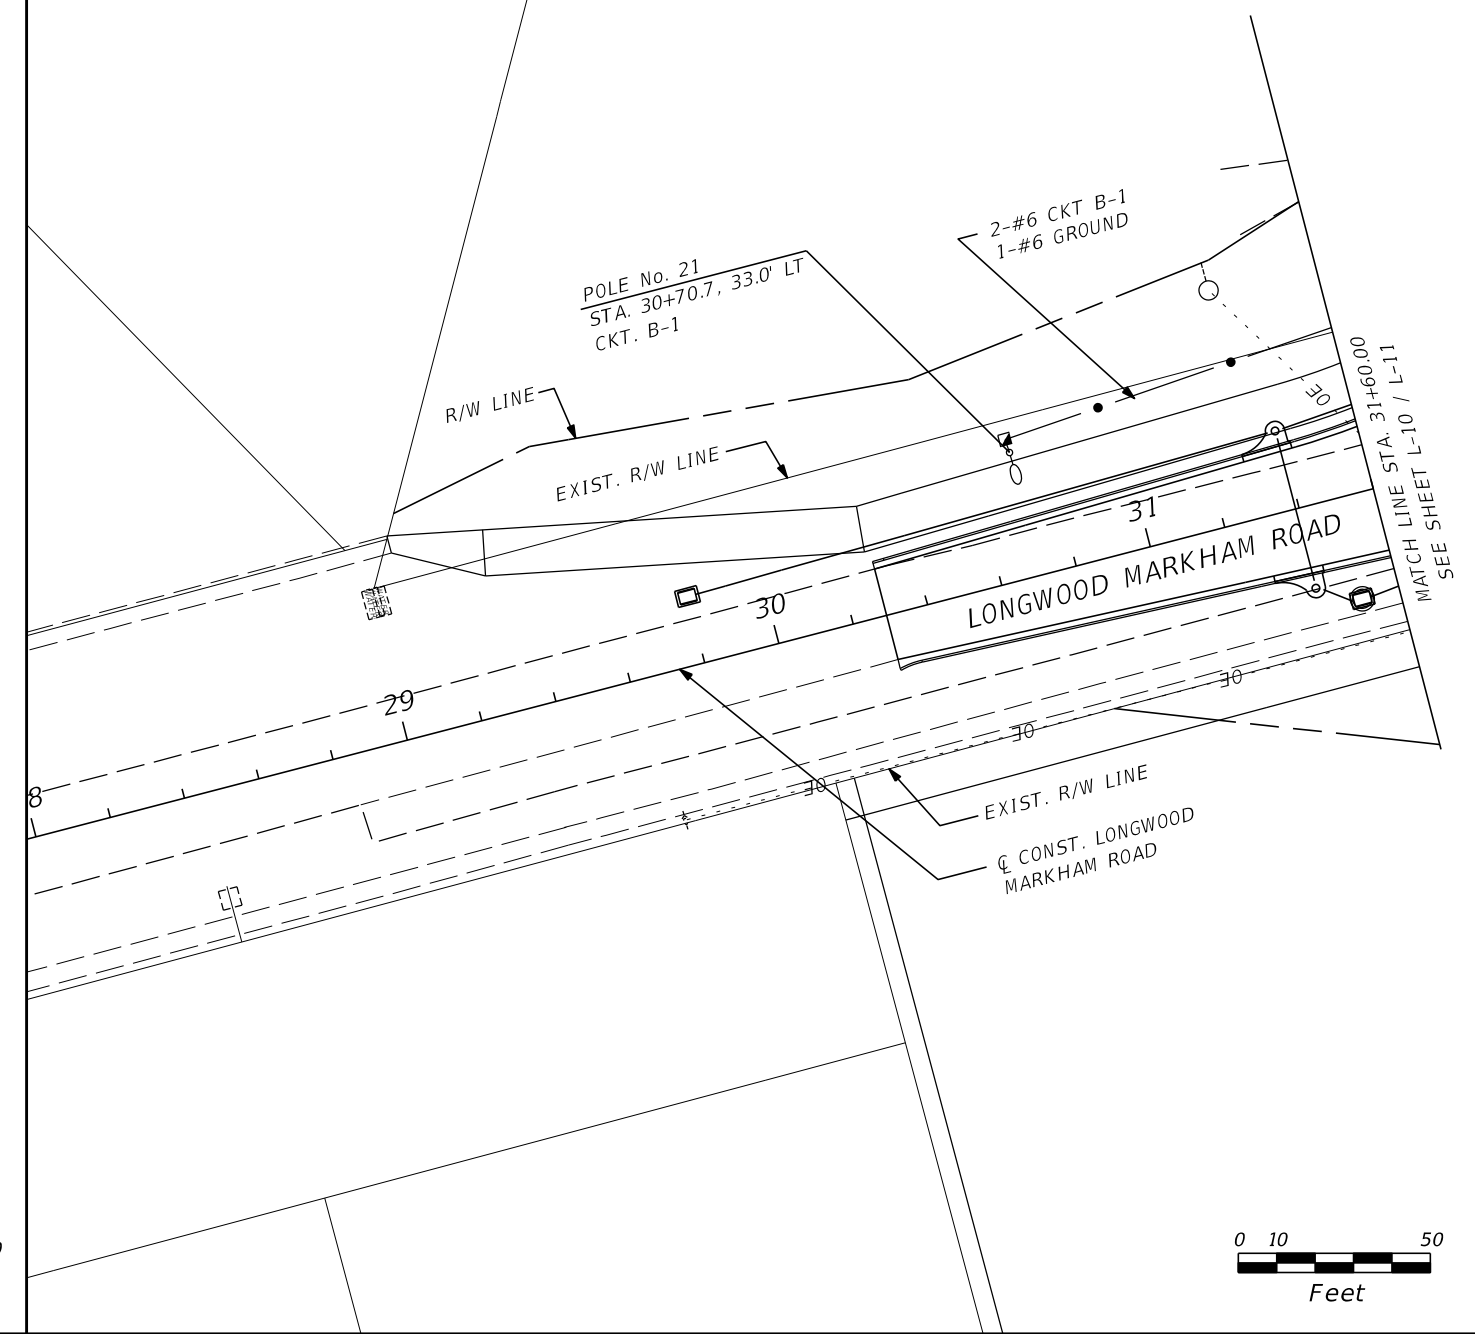 2-#6 CKT B-1
1-#6 GROUND
POLE No. 21
STA. 30+70.7, 33.0' LT
CKT. B-1
R/W LINE
EXIST. R/W LINE
MATCH LINE STA. 31+60.00
SEE SHEET L-10 / L-11
OE
31
LONGWOOD MARKHAM ROAD
30
29
8
OE
OE
OE
EXIST. R/W LINE
℄ CONST. LONGWOOD
MARKHAM ROAD
0 10 50
Feet